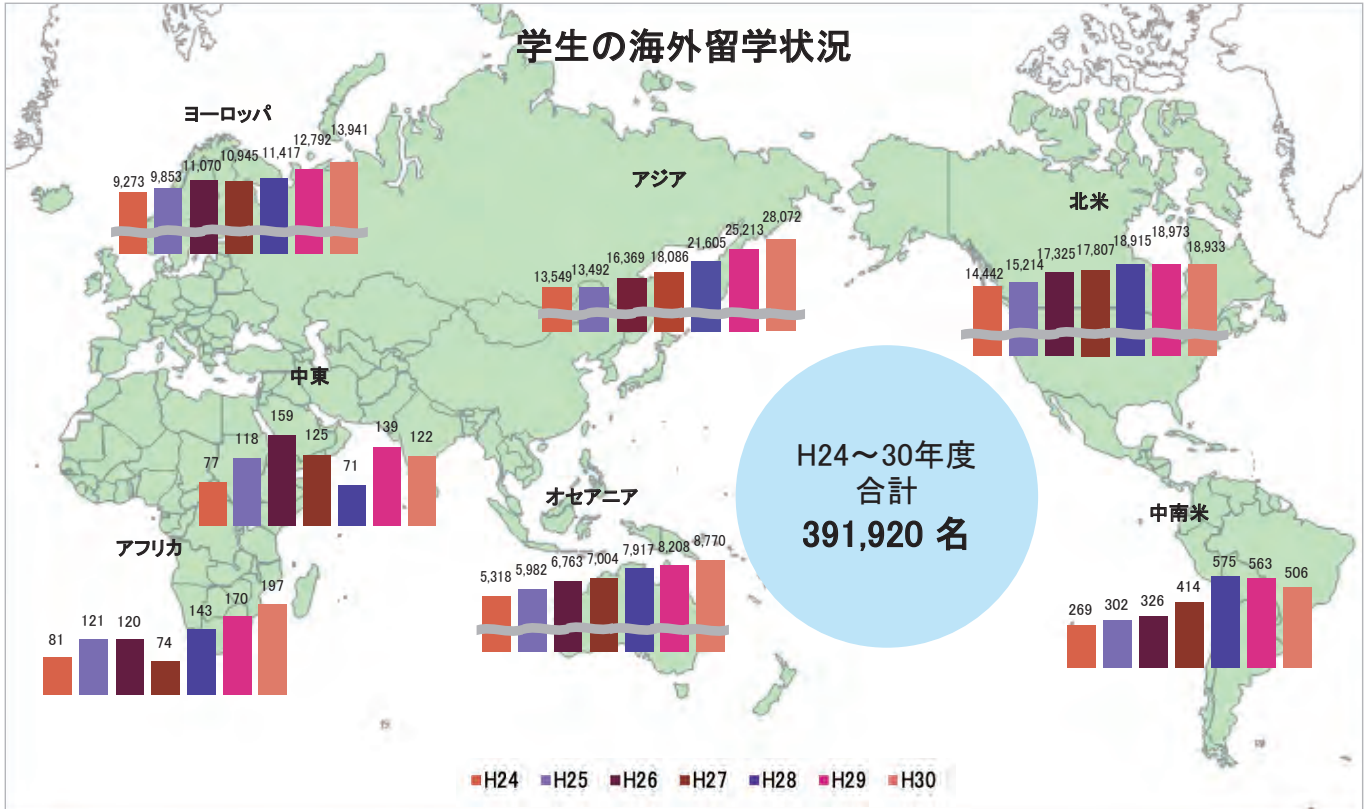 学生の海外留学状況
ヨーロッパ
9,273 9,853 11,070 10,945 11,417 12,792 13,941
アジア
13,549 13,492 16,369 18,086 21,605 25,213 28,072
北米
14,442 15,214 17,325 17,807 18,915 18,973 18,933
中東
77 118 159 125 71 139 122
オセアニア
5,318 5,982 6,763 7,004 7,917 8,208 8,770
H24～30年度
合計
391,920 名
中南米
269 302 326 414 575 563 506
アフリカ
81 121 120 74 143 170 197
H24 H25 H26 H27 H28 H29 H30